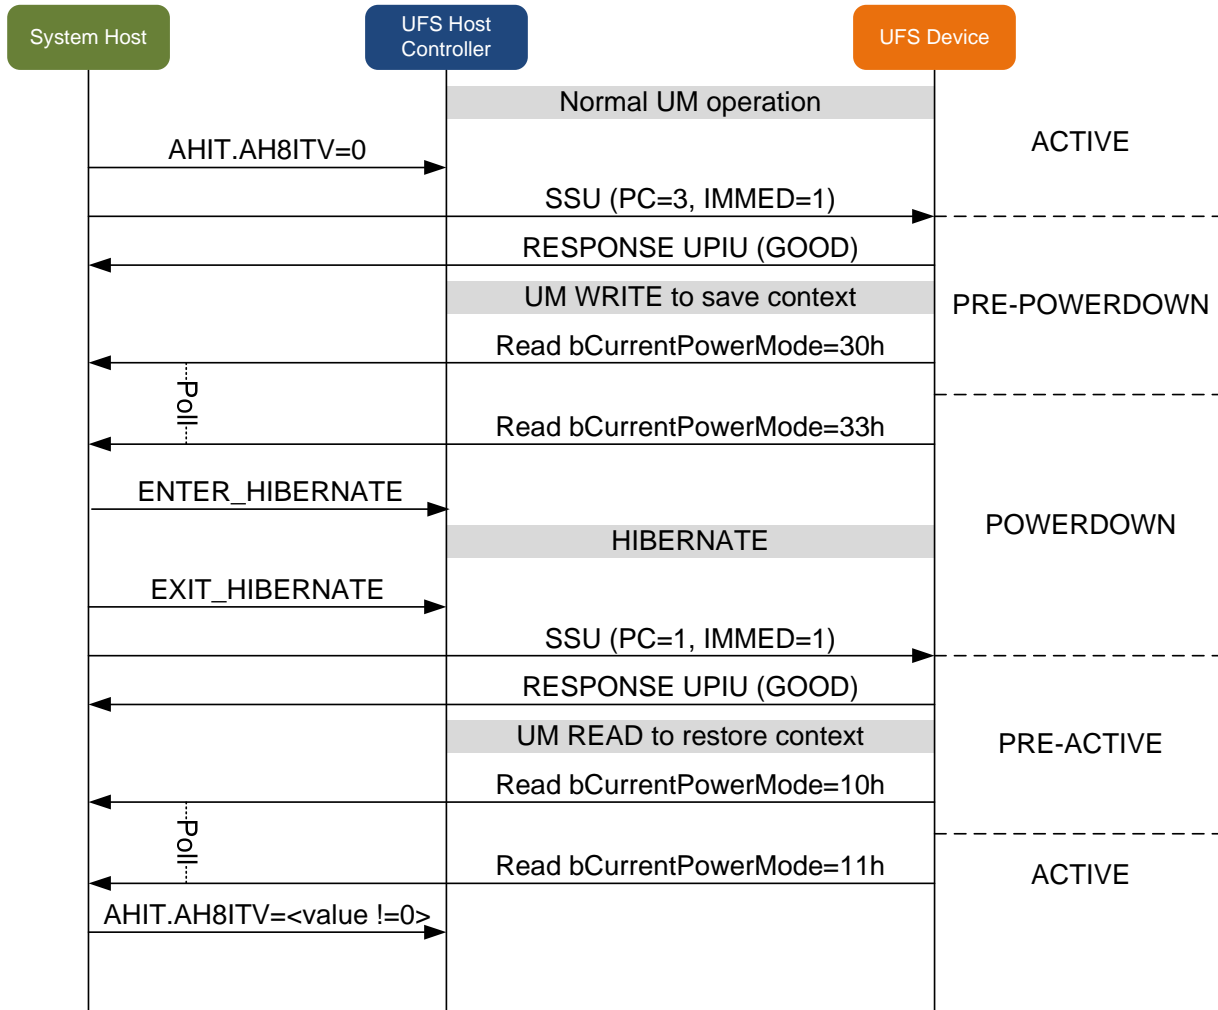 System Host
UFS Host
Controller
UFS Device
Normal UM operation
ACTIVE
AHIT.AH8ITV=0
SSU (PC=3, IMMED=1)
RESPONSE UPIU (GOOD)
UM WRITE to save context
PRE-POWERDOWN
Read bCurrentPowerMode=30h
Poll
Read bCurrentPowerMode=33h
ENTER_HIBERNATE
POWERDOWN
HIBERNATE
EXIT_HIBERNATE
SSU (PC=1, IMMED=1)
RESPONSE UPIU (GOOD)
UM READ to restore context
PRE-ACTIVE
Read bCurrentPowerMode=10h
Poll
Read bCurrentPowerMode=11h
ACTIVE
AHIT.AH8ITV=<value !=0>